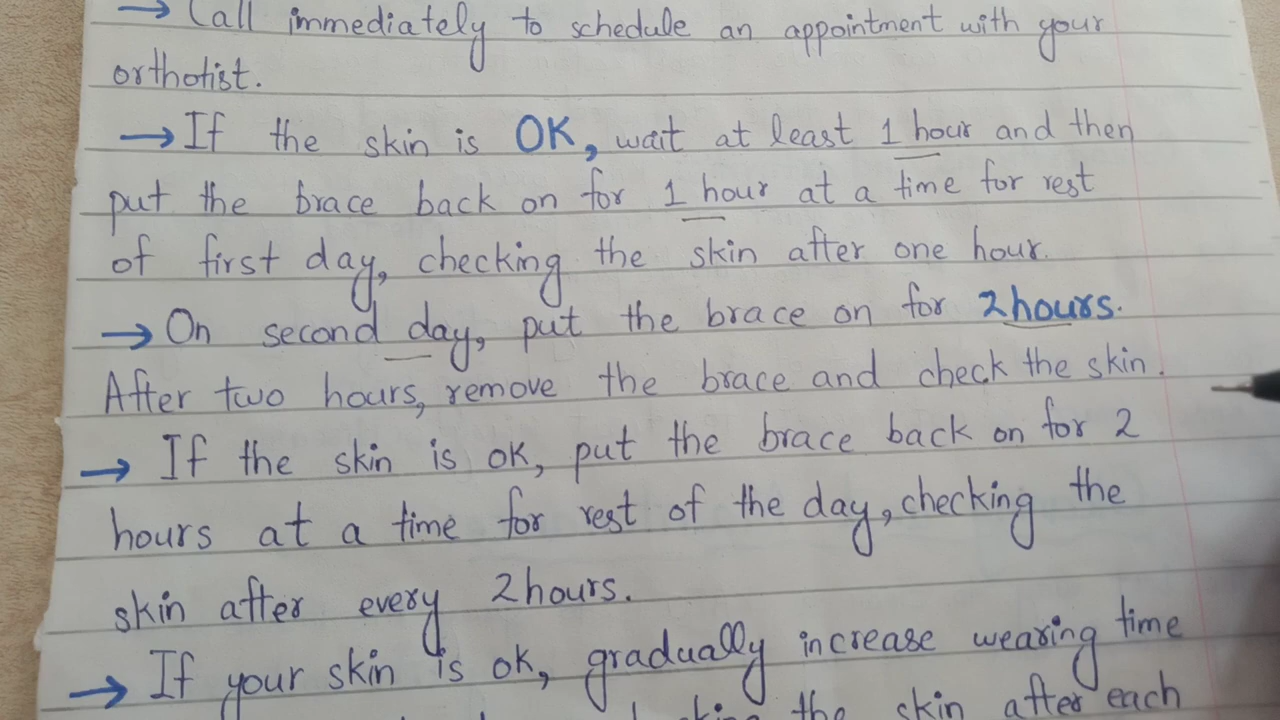 → Call immediately to schedule an appointment with your
orthotist.
→ If the skin is OK, wait at least 1 hour and then
put the brace back on for 1 hour at a time for rest
of first day, checking the skin after one hour.
→ On second day, put the brace on for 2 hours.
After two hours, remove the brace and check the skin.
→ If the skin is ok, put the brace back on for 2
hours at a time for rest of the day, checking the
skin after every 2 hours.
→ If your skin is ok, gradually increase wearing time
the skin after each